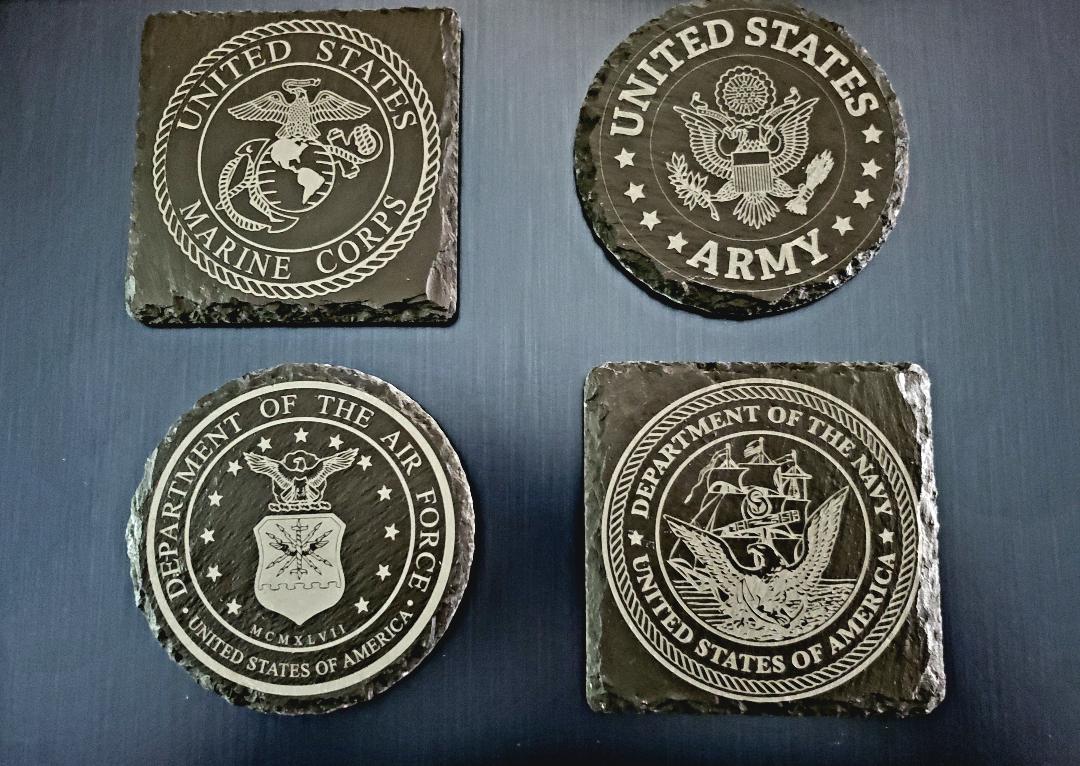 UNITED STATES
MARINE CORPS
UNITED STATES
ARMY
DEPARTMENT OF THE AIR FORCE
MCMXLVII
UNITED STATES OF AMERICA
DEPARTMENT OF THE NAVY
UNITED STATES OF AMERICA